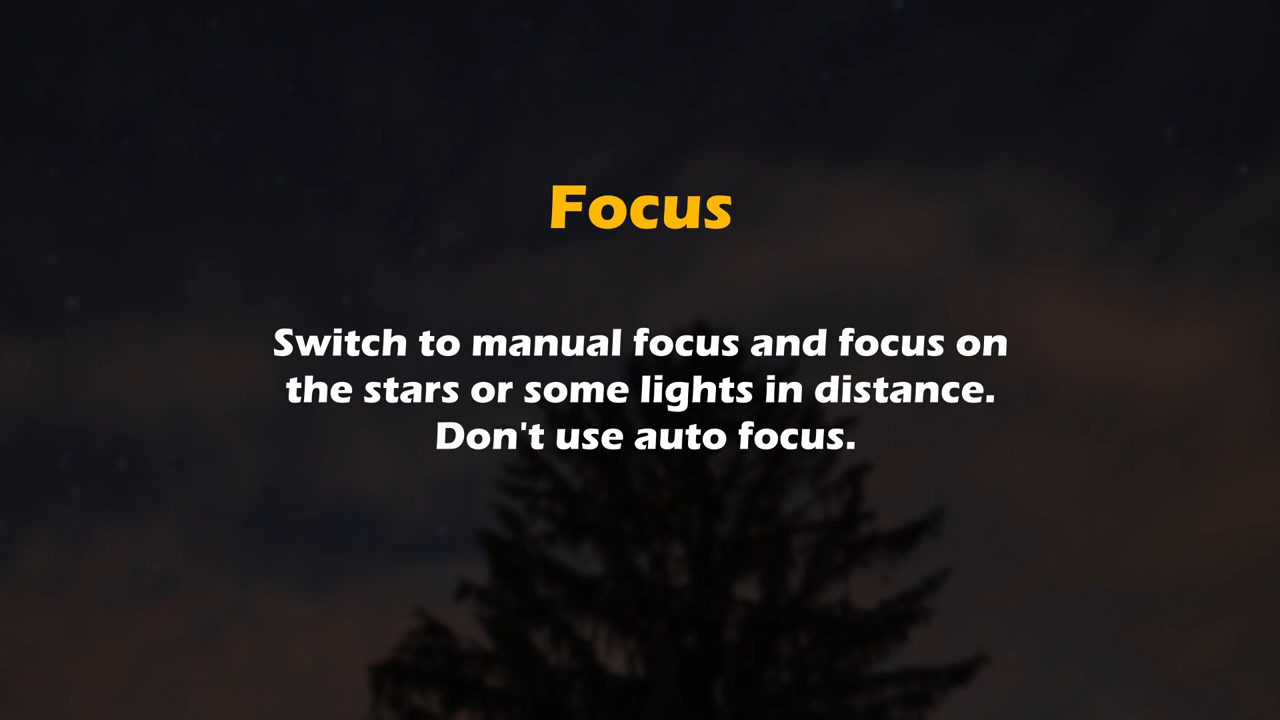 Focus
Switch to manual focus and focus on
the stars or some lights in distance.
Don't use auto focus.